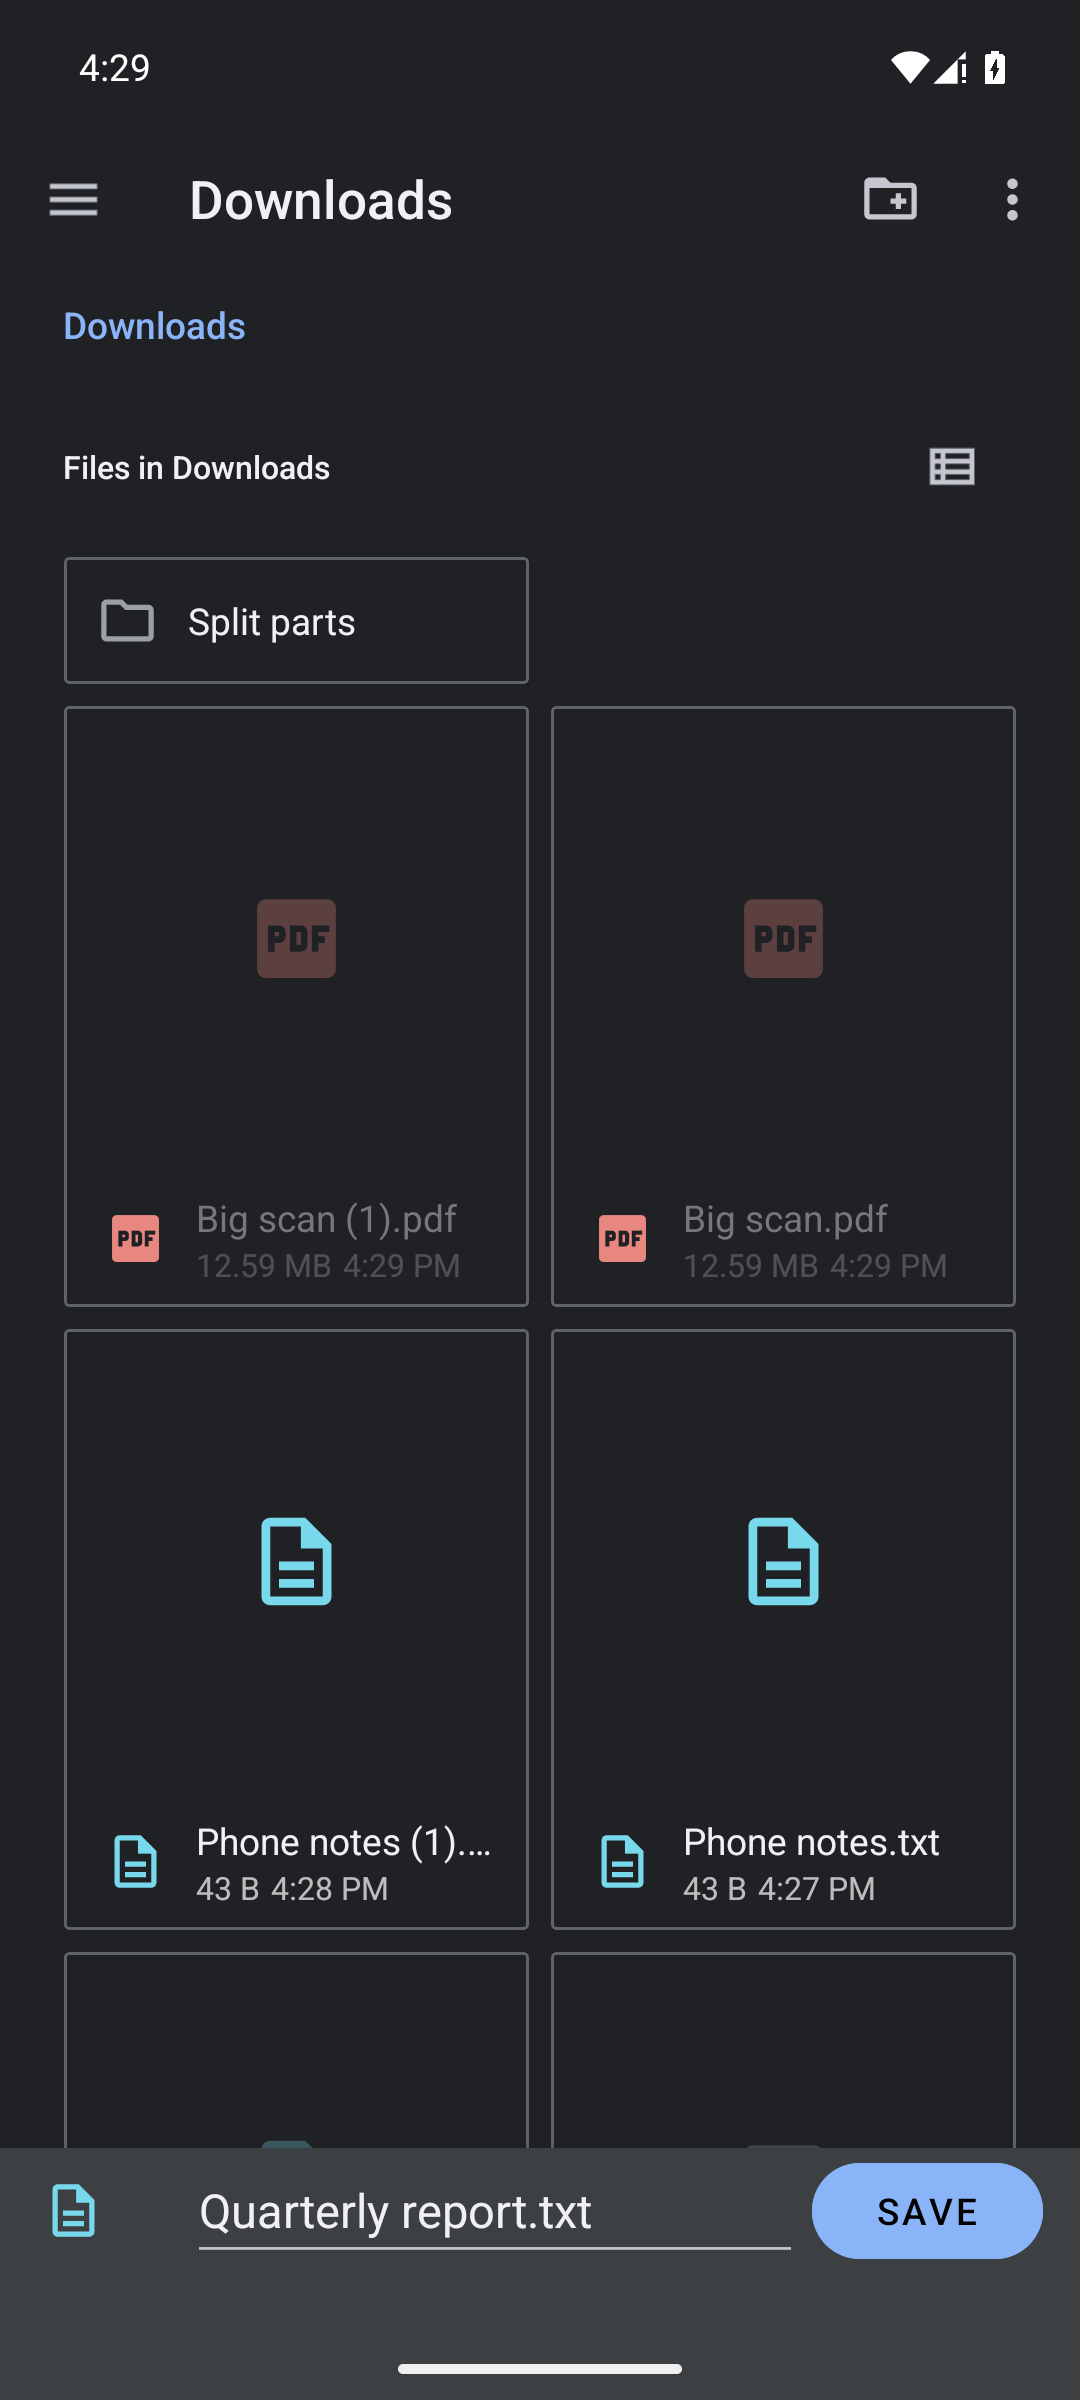 4:29
Downloads
Downloads
Files in Downloads
Split parts
PDF
PDF
PDF
Big scan (1).pdf
12.59 MB 4:29 PM
PDF
Big scan.pdf
12.59 MB 4:29 PM
Phone notes (1)....
43 B 4:28 PM
Phone notes.txt
43 B 4:27 PM
Quarterly report.txt
SAVE